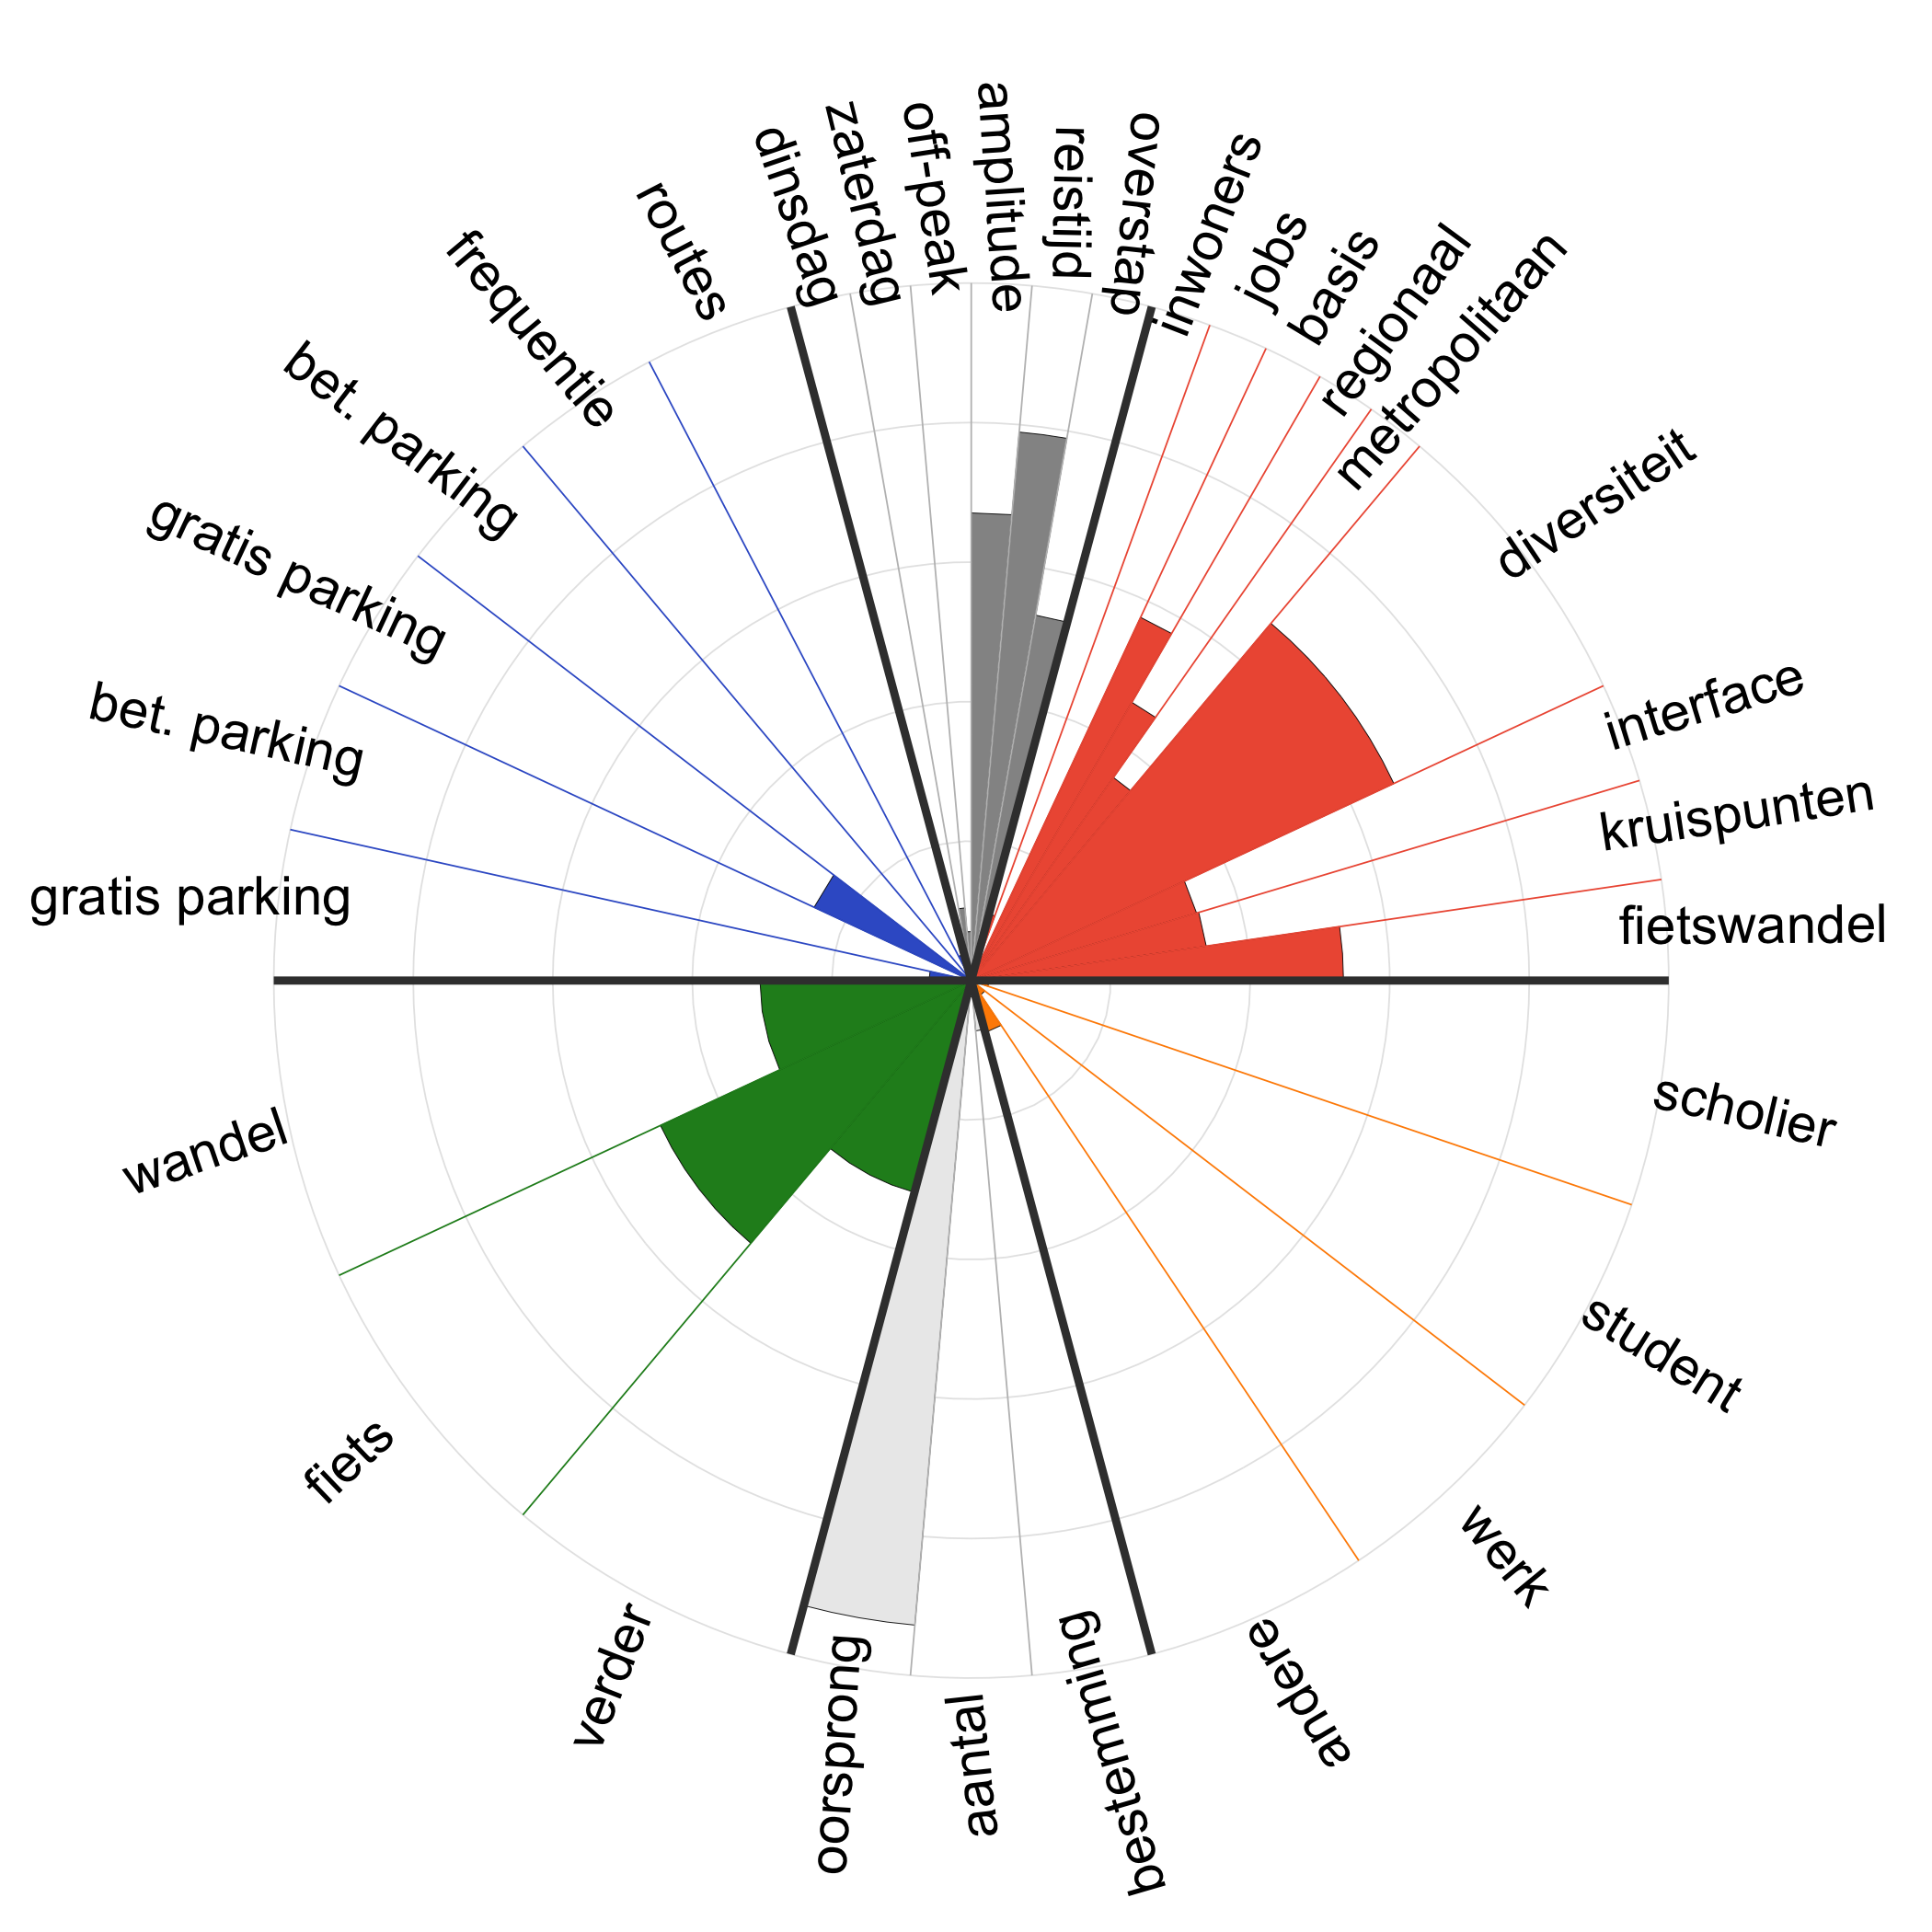 dinsdag
zaterdag
off-peak
amplitude
reistijd
overstap
inwoners
jobs
basis
regionaal
metropolitaan
diversiteit
interface
kruispunten
fietswandel
scholier
student
werk
andere
bestemming
aantal
oorsprong
verder
fiets
wandel
gratis parking
bet. parking
gratis parking
bet. parking
frequentie
routes